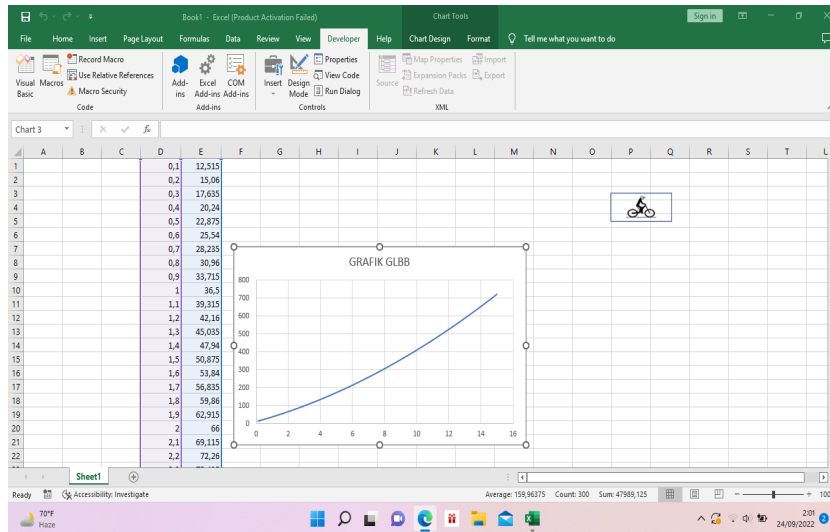 Book1 - Excel (Product Activation Failed) Chart Tools Sign in
File Home Insert Page Layout Formulas Data Review View Developer Help Chart Design Format Tell me what you want to do
Visual Basic Macros Record Macro Use Relative References Macro Security Add-ins Excel Add-ins COM Add-ins Insert Design Mode Properties View Code Run Dialog Source Map Properties Expansion Packs Refresh Data Import Export
Code Add-ins Controls XML
Chart 3 fx
A B C D E F G H I J K L M N O P Q R S T
1 0,1 12,515
2 0,2 15,06
3 0,3 17,635
4 0,4 20,24
5 0,5 22,875
6 0,6 25,54
7 0,7 28,235
8 0,8 30,96
9 0,9 33,715
10 1 36,5
11 1,1 39,315
12 1,2 42,16
13 1,3 45,035
14 1,4 47,94
15 1,5 50,875
16 1,6 53,84
17 1,7 56,835
18 1,8 59,86
19 1,9 62,915
20 2 66
21 2,1 69,115
22 2,2 72,26
GRAFIK GLBB
800
700
600
500
400
300
200
100
0
0 2 4 6 8 10 12 14 16
Sheet1
Ready Accessibility: Investigate Average: 159,96375 Count: 300 Sum: 47989,125 100
70°F
Haze
2:01
24/09/2022 2